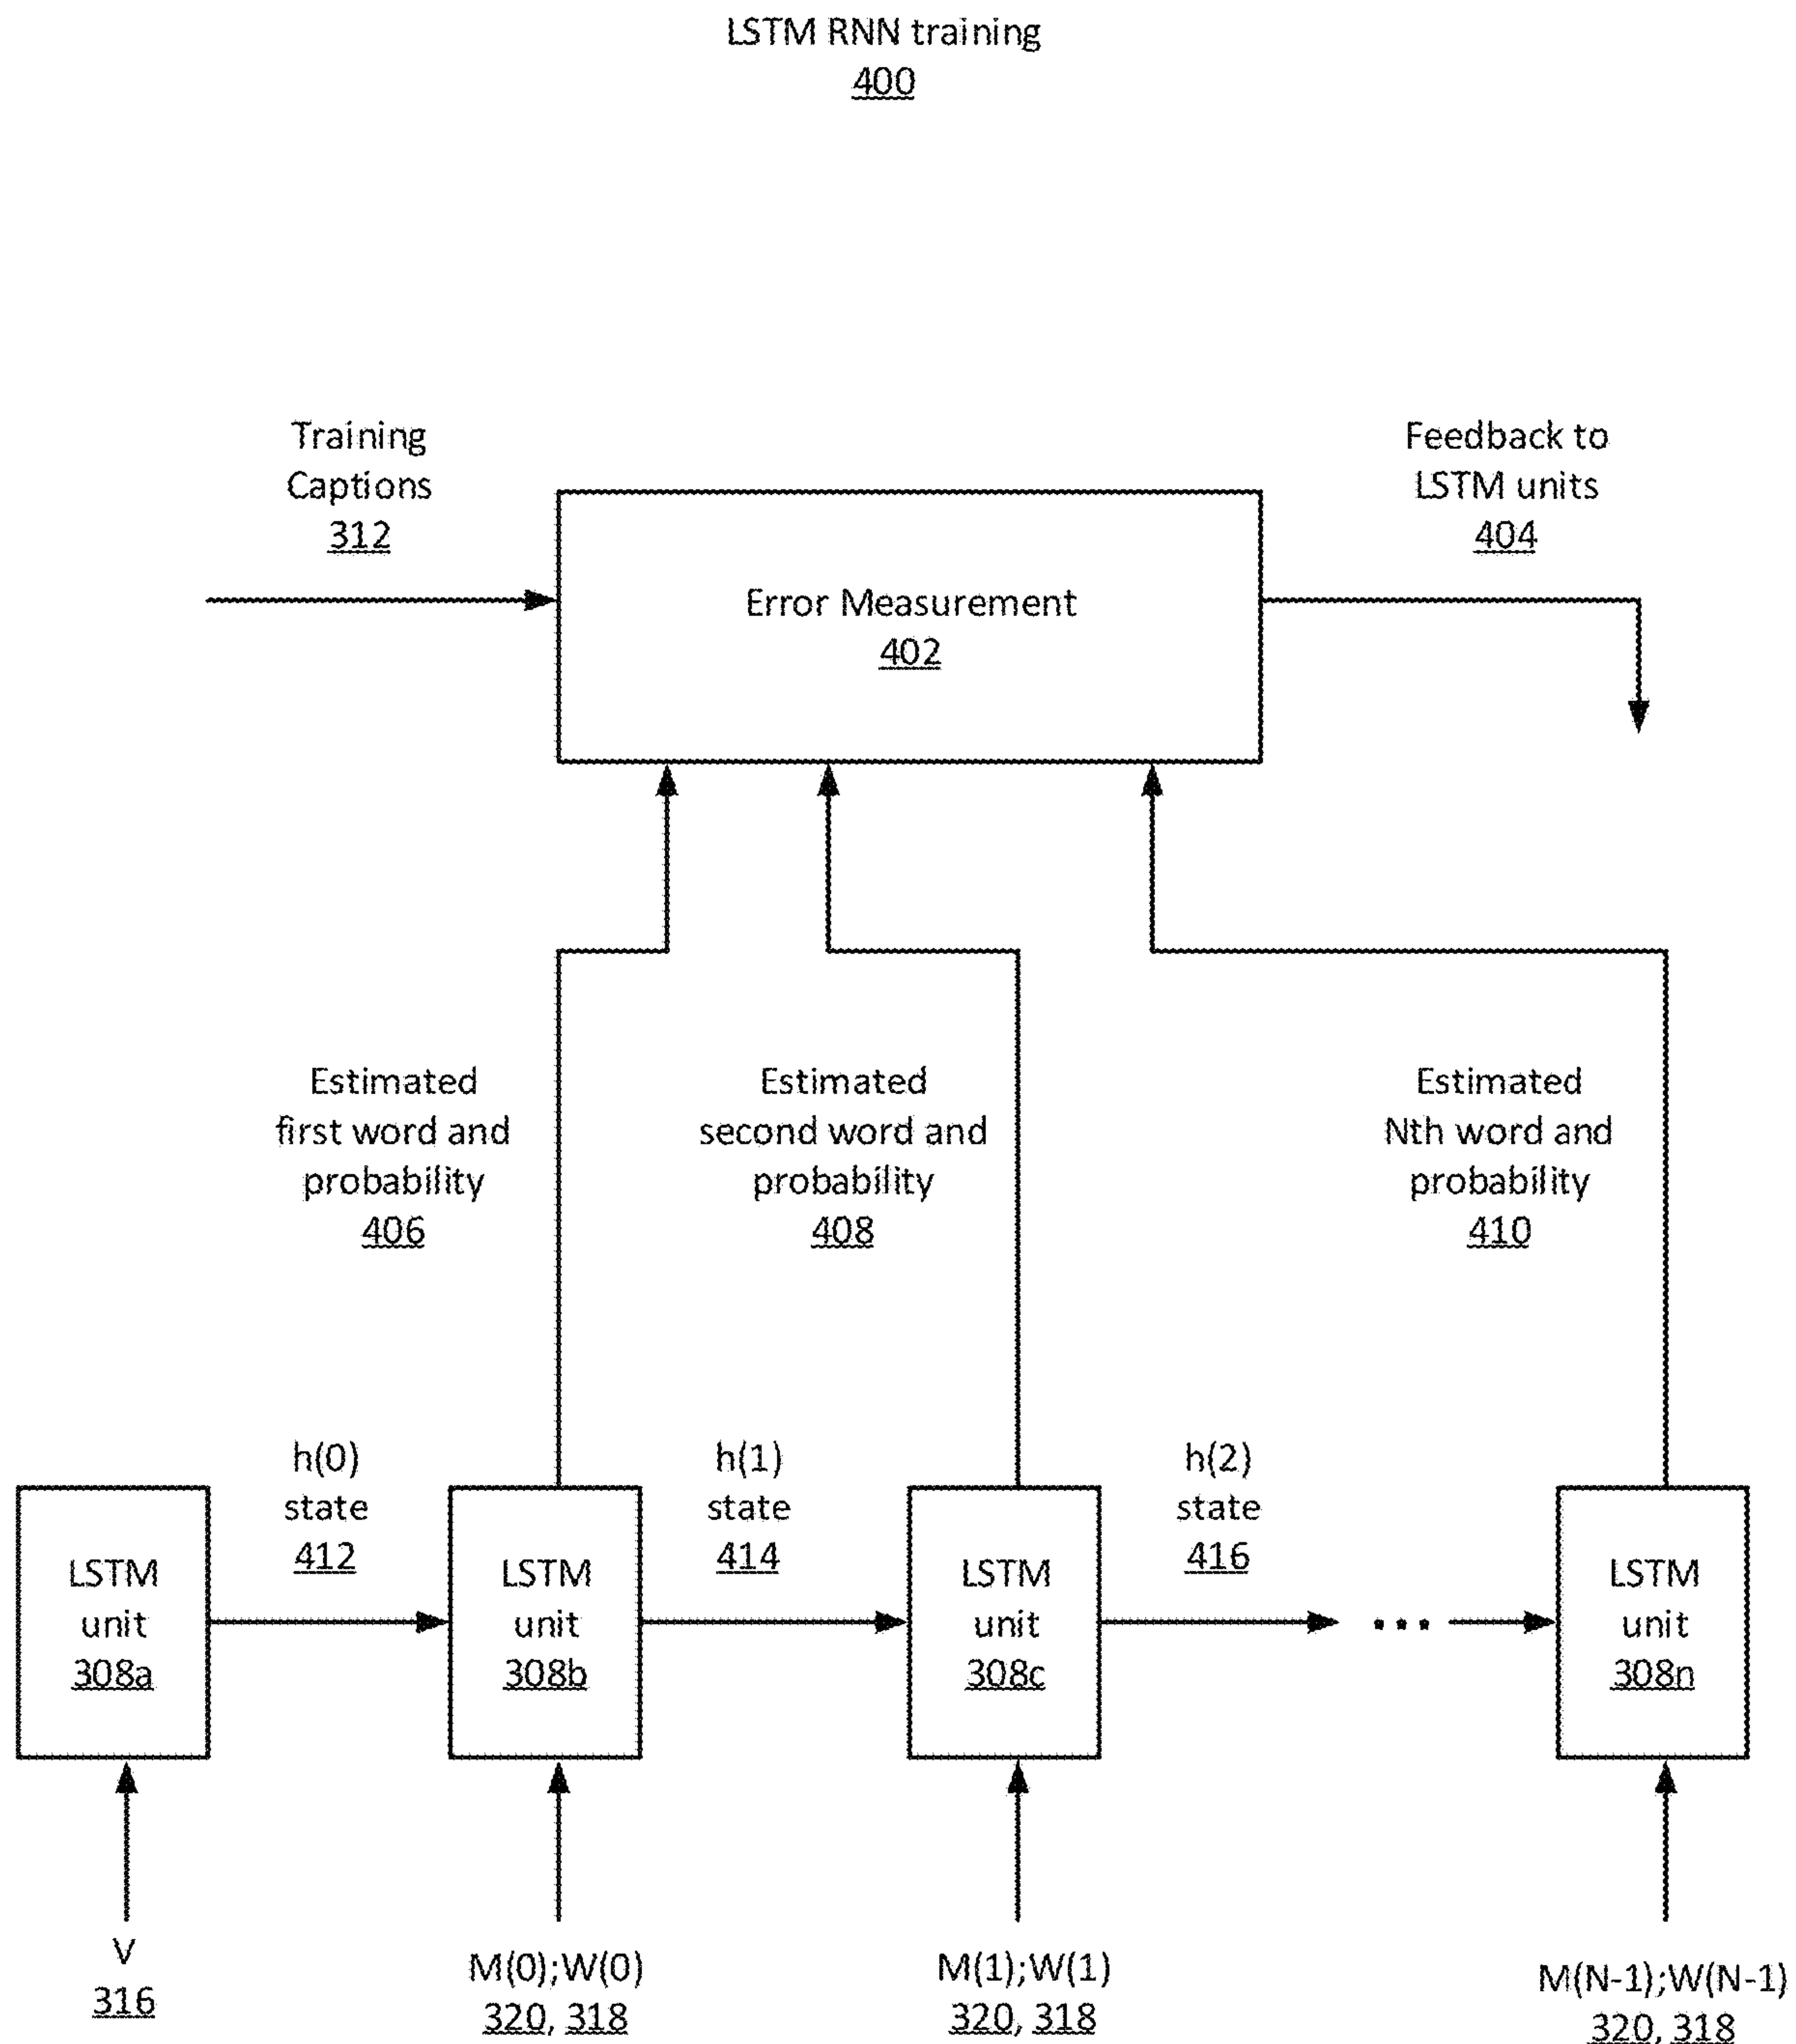 LSTM RNN training
400
Training
Captions
312
Feedback to
LSTM units
404
Error Measurement
402
Estimated
first word and
probability
406
Estimated
second word and
probability
408
Estimated
Nth word and
probability
410
h(0)
state
412
h(1)
state
414
h(2)
state
416
LSTM
unit
308a
LSTM
unit
308b
LSTM
unit
308c
...
LSTM
unit
308n
V
316
M(0);W(0)
320, 318
M(1);W(1)
320, 318
M(N-1);W(N-1)
320, 318